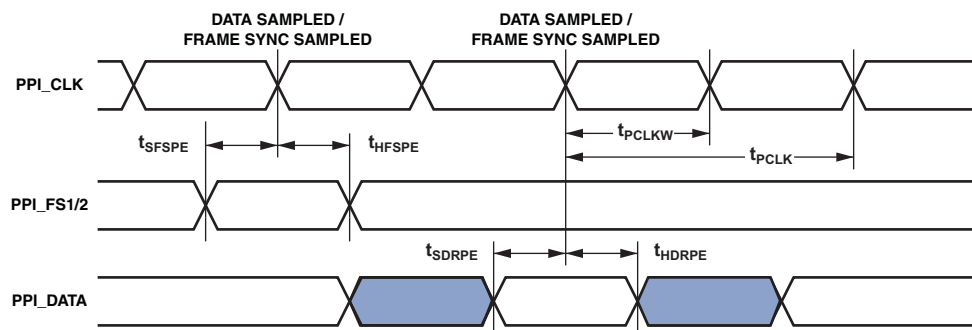 DATA SAMPLED /
FRAME SYNC SAMPLED
DATA SAMPLED /
FRAME SYNC SAMPLED
PPI_CLK
tSFSPE
tHFSPE
tPCLKW
tPCLK
PPI_FS1/2
tSDRPE
tHDRPE
PPI_DATA